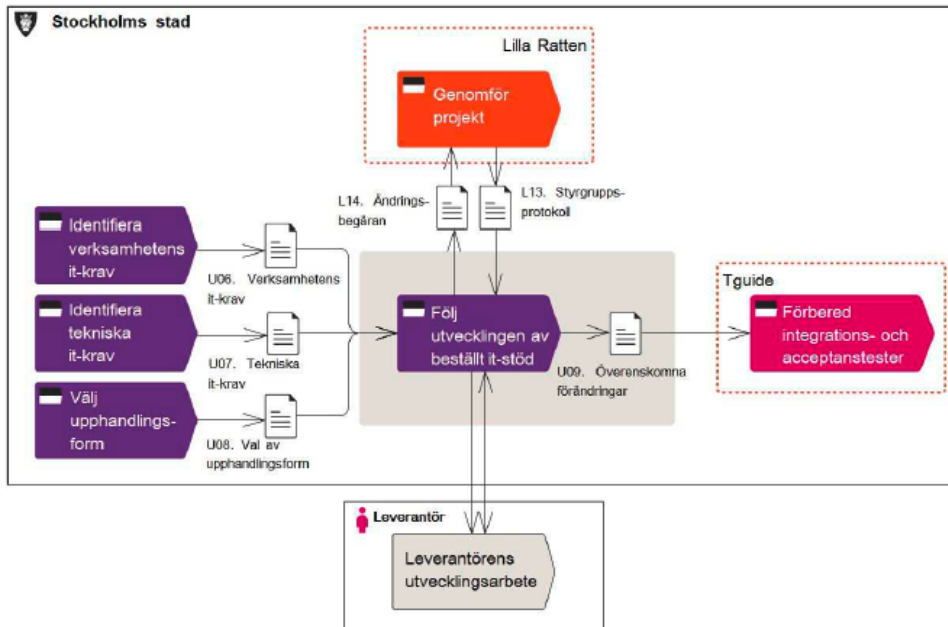 Stockholms stad
Lilla Ratten
Genomför
projekt
L14. Ändrings-
begäran
L13. Styrgrupps-
protokoll
Identifiera
verksamhetens
it-krav
U06. Verksamhetens
it-krav
Identifiera
tekniska
it-krav
U07. Tekniska
it-krav
Välj
upphandlings-
form
U08. Val av
upphandlingsform
Följ
utvecklingen av
beställt it-stöd
U09. Överenskomna
förändringar
Tguide
Förbered
integrations- och
acceptanstester
Leverantör
Leverantörens
utvecklingsarbete